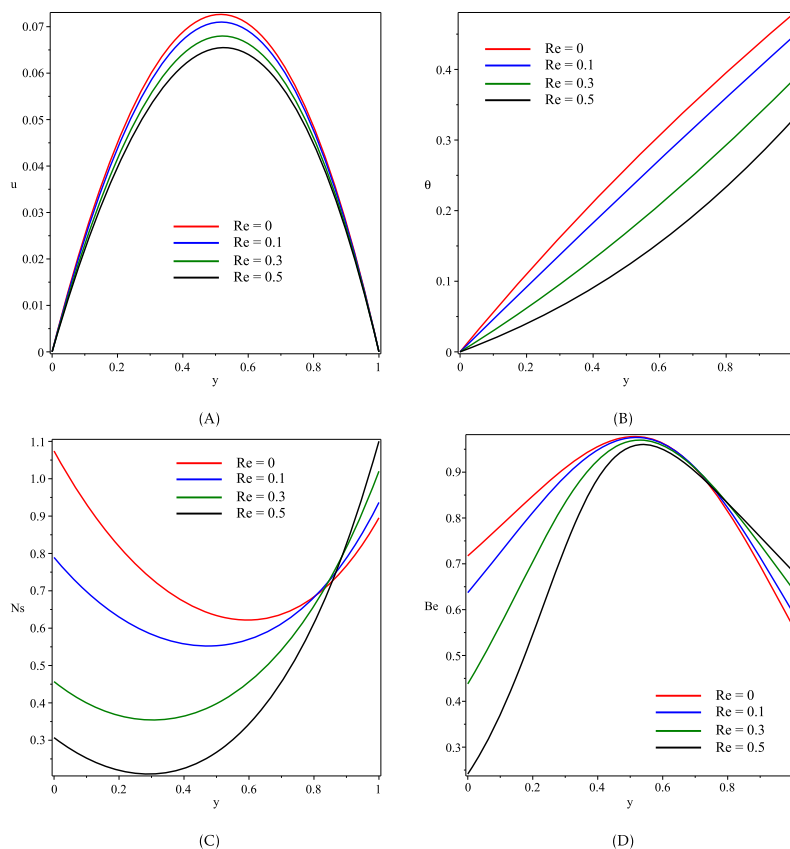 0.07
0.06
0.05
0.04
u
0.03
0.02
0.01
0
0
0.2
0.4
0.6
0.8
1
y
Re = 0
Re = 0.1
Re = 0.3
Re = 0.5
(A)
0.4
0.3
θ
0.2
0.1
0
0
0.2
0.4
0.6
0.8
y
Re = 0
Re = 0.1
Re = 0.3
Re = 0.5
(B)
1.1
1.0
0.9
0.8
0.7
Ns
0.6
0.5
0.4
0.3
0
0.2
0.4
0.6
0.8
1
y
Re = 0
Re = 0.1
Re = 0.3
Re = 0.5
(C)
0.9
0.8
0.7
0.6
Be
0.5
0.4
0.3
0
0.2
0.4
0.6
0.8
y
Re = 0
Re = 0.1
Re = 0.3
Re = 0.5
(D)